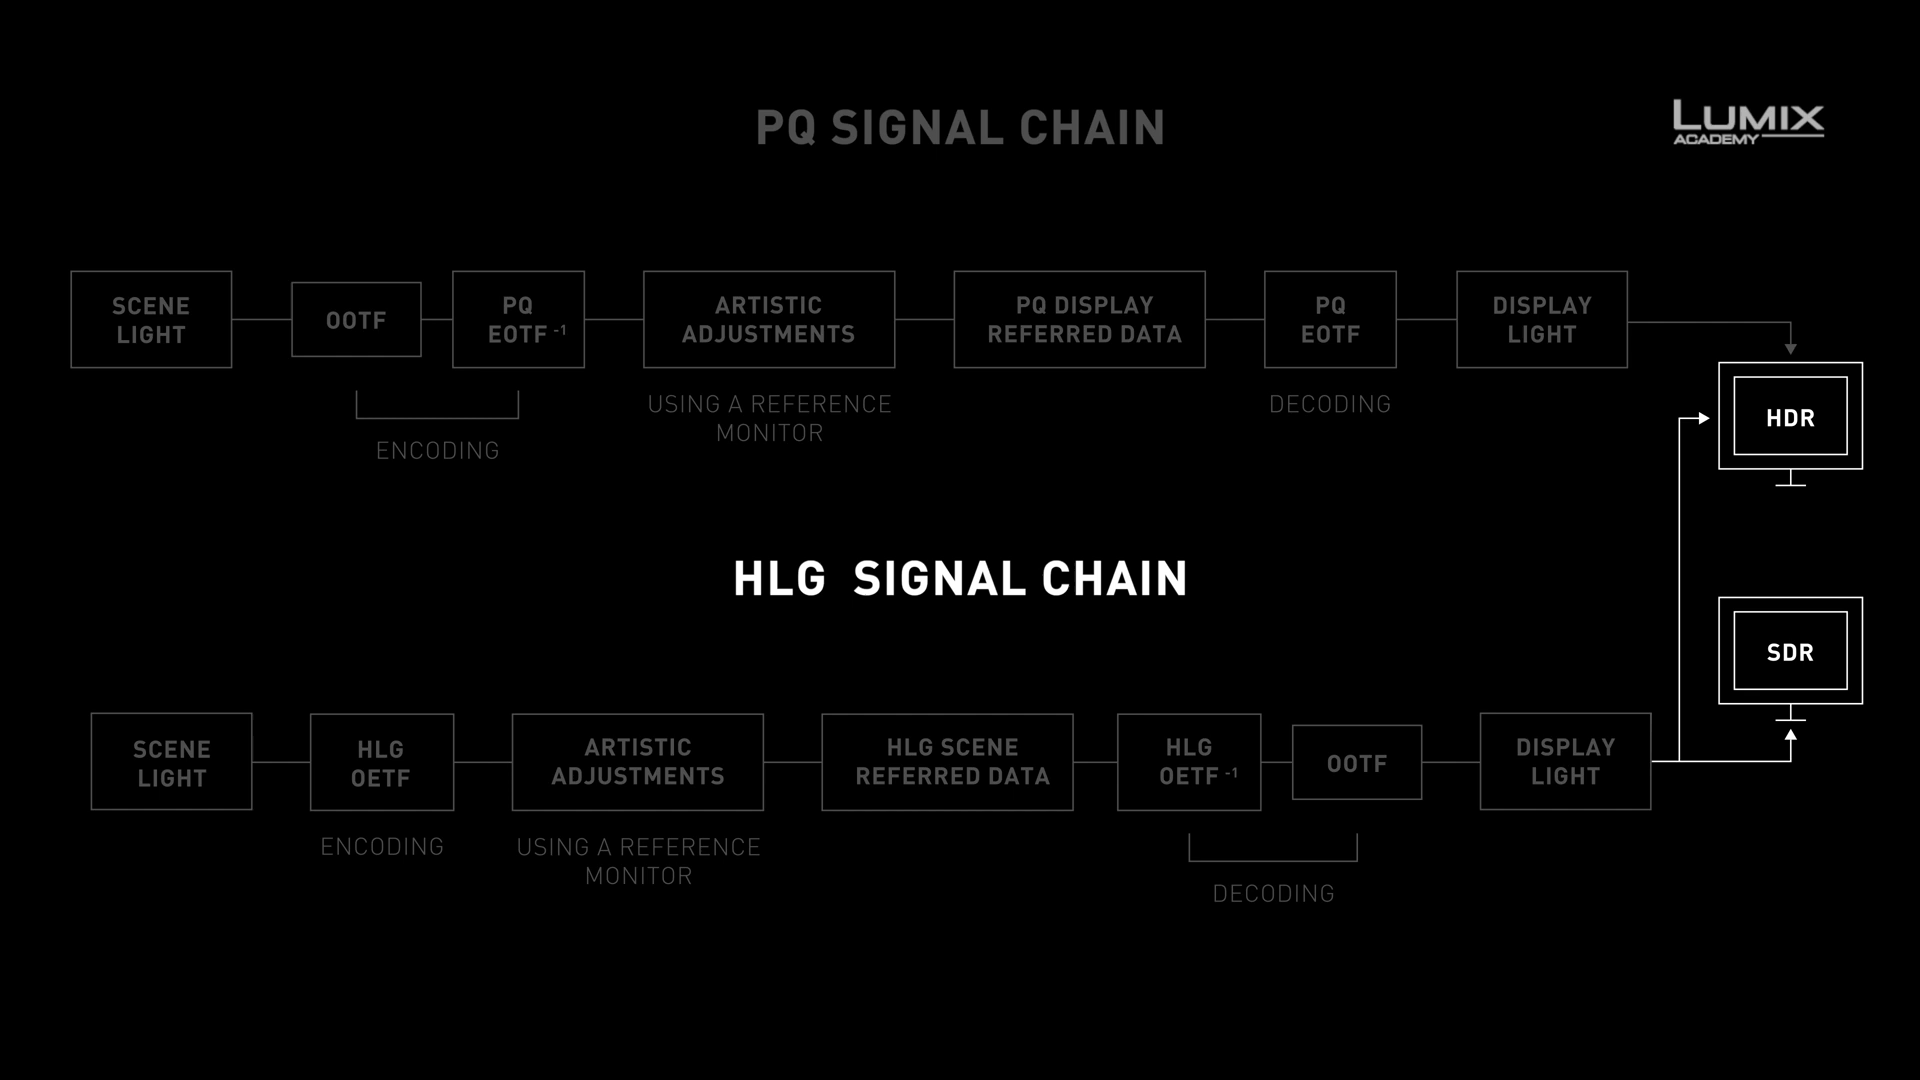 PQ SIGNAL CHAIN
LUMIX
ACADEMY
SCENE
LIGHT
OOTF
PQ
EOTF -1
ARTISTIC
ADJUSTMENTS
PQ DISPLAY
REFERRED DATA
PQ
EOTF
DISPLAY
LIGHT
ENCODING
USING A REFERENCE
MONITOR
DECODING
HDR
HLG SIGNAL CHAIN
SDR
SCENE
LIGHT
HLG
OETF
ARTISTIC
ADJUSTMENTS
HLG SCENE
REFERRED DATA
HLG
OETF -1
OOTF
DISPLAY
LIGHT
ENCODING
USING A REFERENCE
MONITOR
DECODING